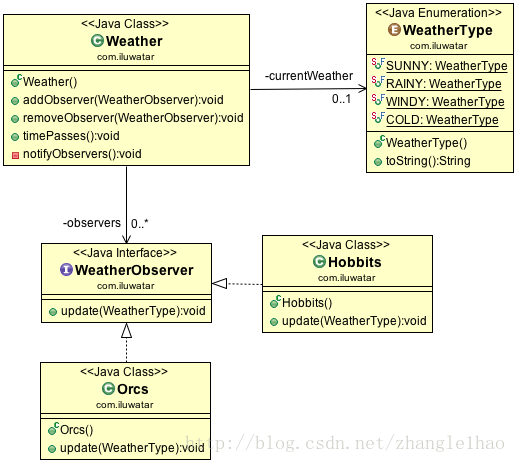 <<Java Class>>
Weather
com.iluwatar
Weather()
addObserver(WeatherObserver):void
removeObserver(WeatherObserver):void
timePasses():void
notifyObservers():void
-currentWeather
0..1
<<Java Enumeration>>
WeatherType
com.iluwatar
SUNNY: WeatherType
RAINY: WeatherType
WINDY: WeatherType
COLD: WeatherType
WeatherType()
toString():String
-observers
0..*
<<Java Interface>>
WeatherObserver
com.iluwatar
update(WeatherType):void
<<Java Class>>
Hobbits
com.iluwatar
Hobbits()
update(WeatherType):void
<<Java Class>>
Orcs
com.iluwatar
Orcs()
update(WeatherType):void
http://blog.csdn.net/zhangle1hao